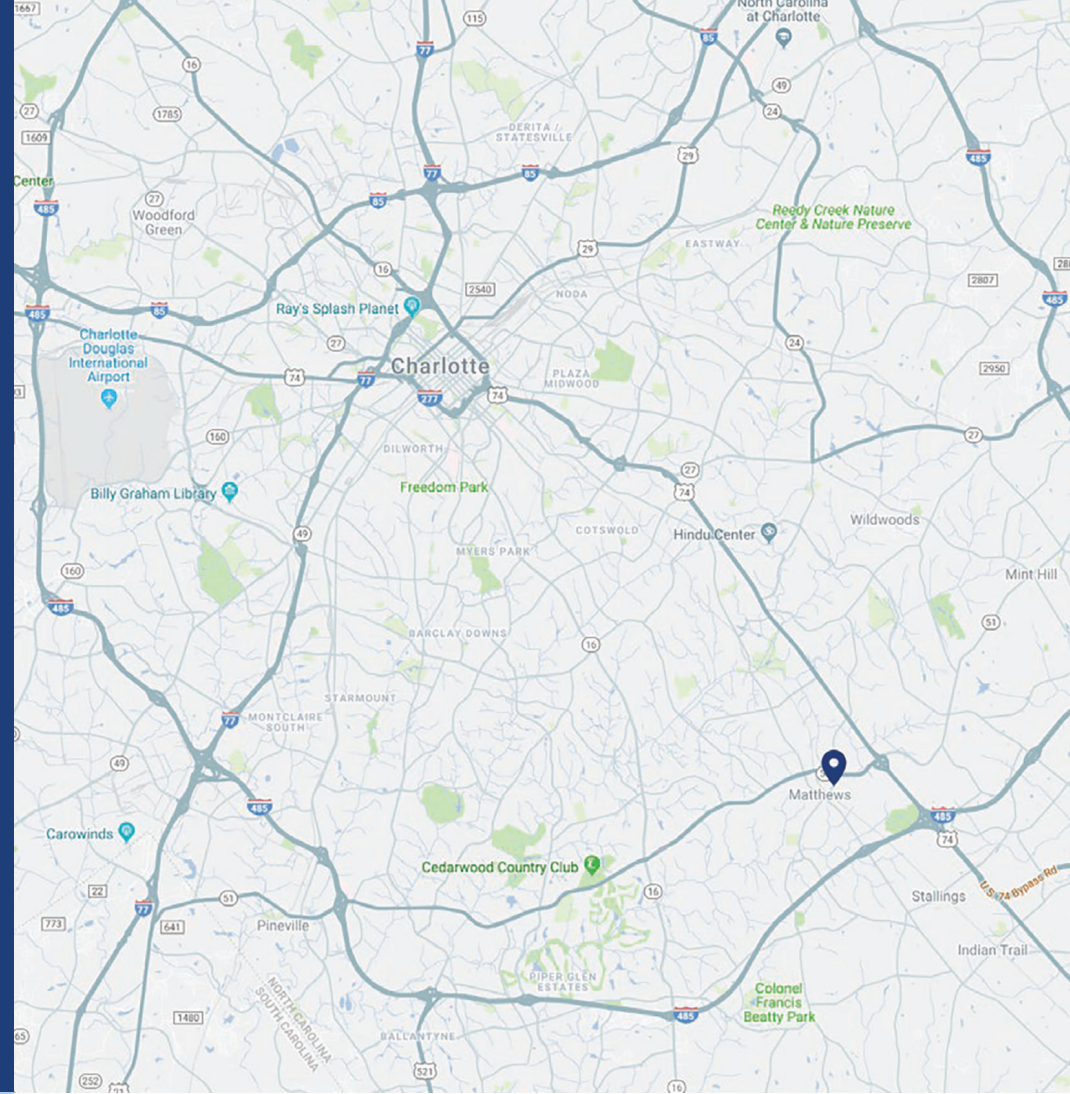 1667
North Carolina
at Charlotte
115
77
85
16
49
27
1785
24
1609
DERITA /
STATESVILLE
29
485
Center
77
85
85
27
Woodford
Green
485
Reedy Creek Nature
Center & Nature Preserve
29
EASTWAY
16
2540
2807
NODA
485
Ray's Splash Planet
85
485
Charlotte
Douglas
International
Airport
27
24
Charlotte
2950
PLAZA
MIDWOOD
74
77
277
74
160
27
DILWORTH
27
74
Freedom Park
Billy Graham Library
Wildwoods
COTSWOLD
Hindu Center
49
MYERS PARK
160
Mint Hill
485
51
BARCLAY DOWNS
16
STARMOUNT
77
MONTCLAIRE
SOUTH
49
Matthews
485
485
Carowinds
74
Cedarwood Country Club
U.S. 74 Bypass Rd
22
16
51
Stallings
77
773
641
Pineville
Indian Trail
PIPER GLEN
ESTATES
Colonel
Francis
Beatty Park
NORTH CAROLINA
SOUTH CAROLINA
1480
485
BALLANTYNE
521
252
16